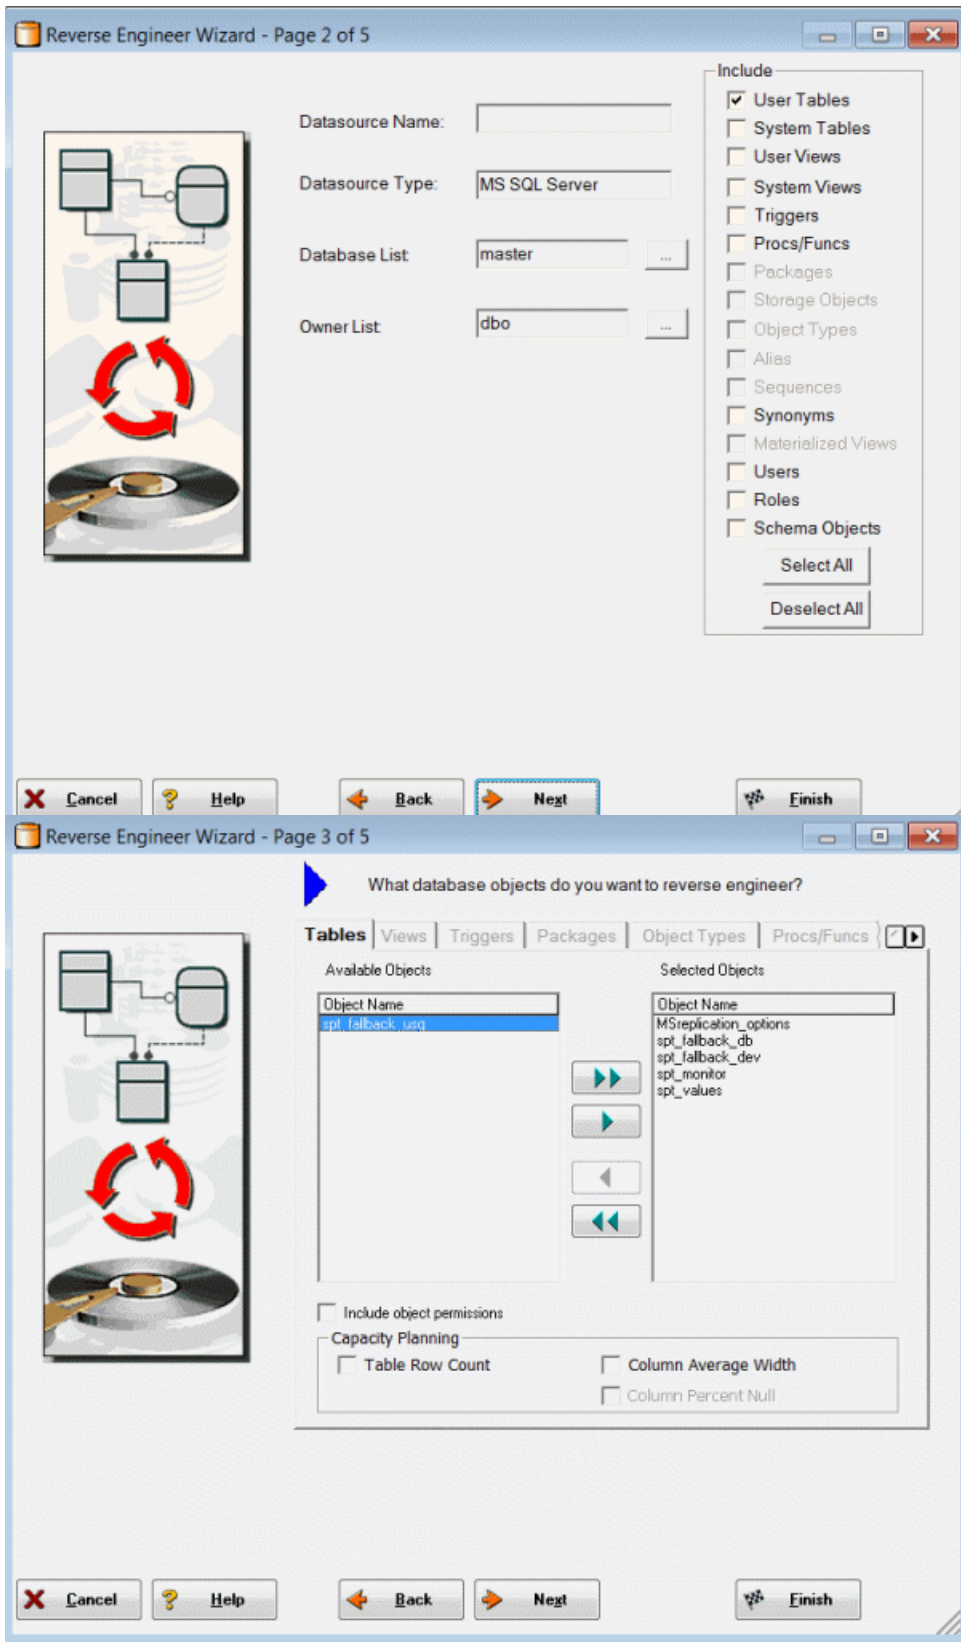 Reverse Engineer Wizard - Page 2 of 5
Include
User Tables
System Tables
User Views
System Views
Triggers
Procs/Funcs
Packages
Storage Objects
Object Types
Alias
Sequences
Synonyms
Materialized Views
Users
Roles
Schema Objects
Select All
Deselect All
Datasource Name:
Datasource Type: MS SQL Server
Database List: master ...
Owner List: dbo ...
Cancel Help Back Next Finish
Reverse Engineer Wizard - Page 3 of 5
What database objects do you want to reverse engineer?
Tables Views Triggers Packages Object Types Procs/Funcs
Available Objects
Object Name
spt_fallback_usg
Selected Objects
Object Name
MSreplication_options
spt_fallback_db
spt_fallback_dev
spt_monitor
spt_values
Include object permissions
Capacity Planning
Table Row Count Column Average Width
Column Percent Null
Cancel Help Back Next Finish